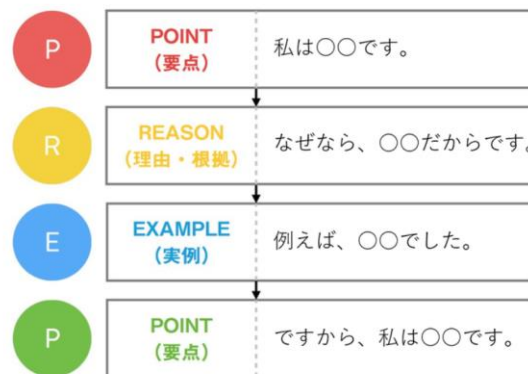 P
POINT
(要点)
私は〇〇です。
R
REASON
(理由・根拠)
なぜなら、〇〇だからです。
E
EXAMPLE
(実例)
例えば、〇〇でした。
P
POINT
(要点)
ですから、私は〇〇です。